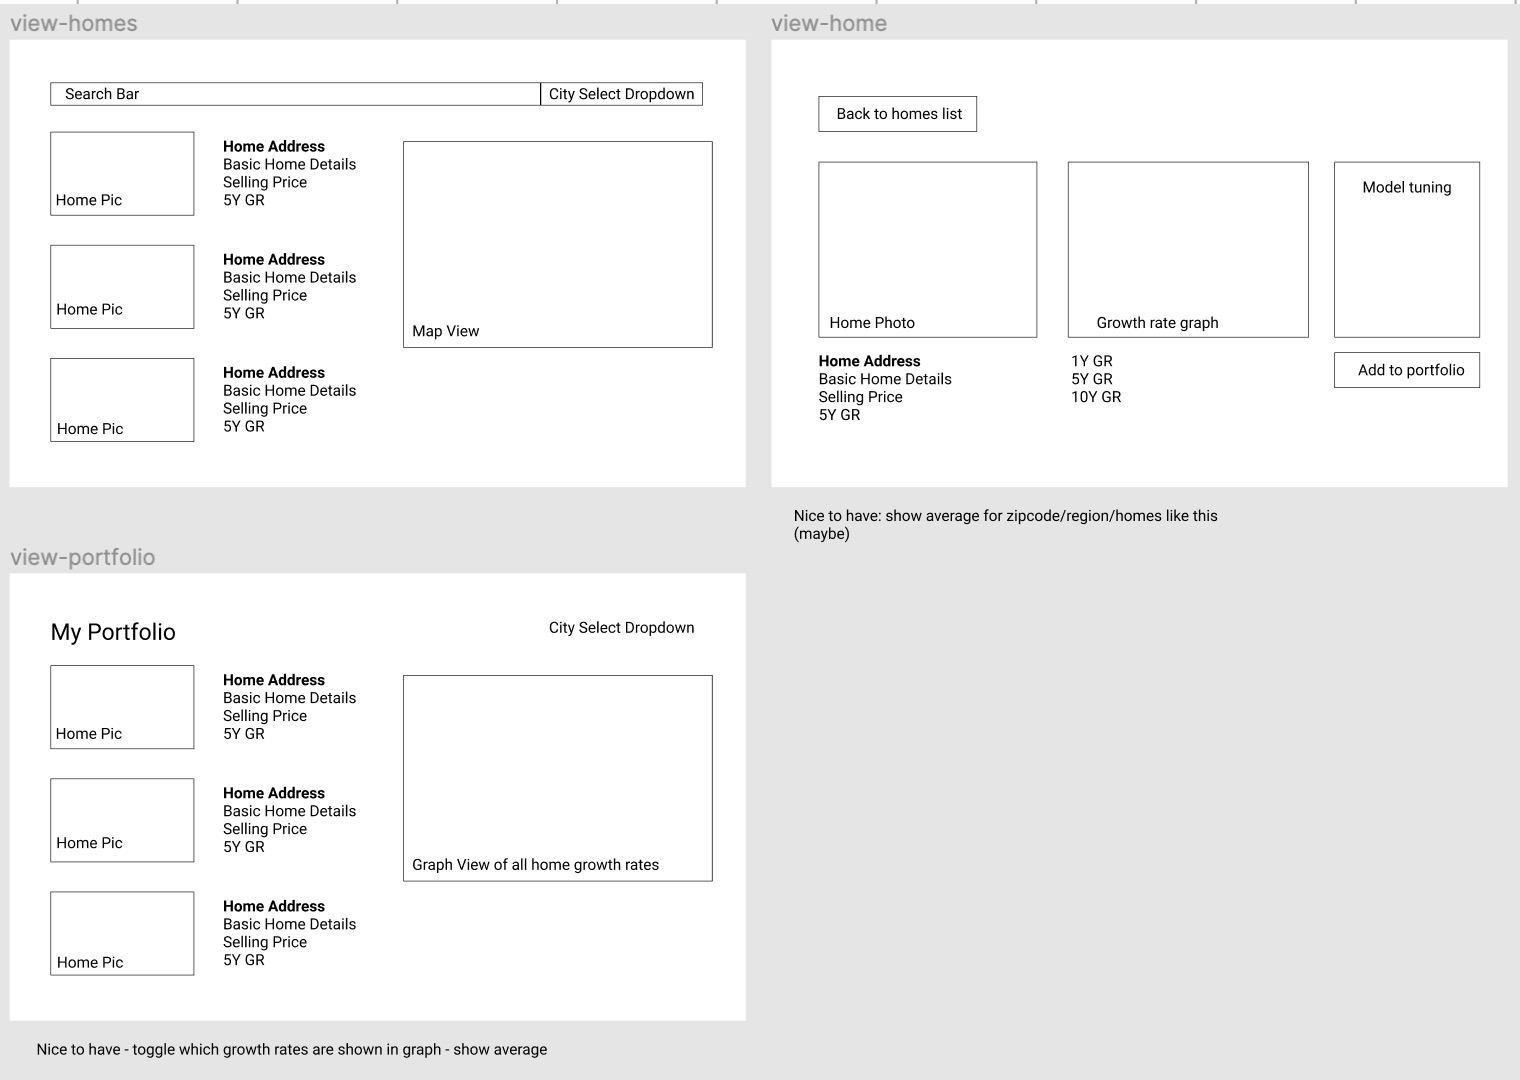 view-homes
Search Bar
City Select Dropdown
Home Pic
Home Address
Basic Home Details
Selling Price
5Y GR
Home Pic
Home Address
Basic Home Details
Selling Price
5Y GR
Home Pic
Home Address
Basic Home Details
Selling Price
5Y GR
Map View
view-home
Back to homes list
Home Photo
Growth rate graph
Model tuning
Home Address
Basic Home Details
Selling Price
5Y GR
1Y GR
5Y GR
10Y GR
Add to portfolio
Nice to have: show average for zipcode/region/homes like this
(maybe)
view-portfolio
My Portfolio
City Select Dropdown
Home Pic
Home Address
Basic Home Details
Selling Price
5Y GR
Home Pic
Home Address
Basic Home Details
Selling Price
5Y GR
Home Pic
Home Address
Basic Home Details
Selling Price
5Y GR
Graph View of all home growth rates
Nice to have - toggle which growth rates are shown in graph - show average